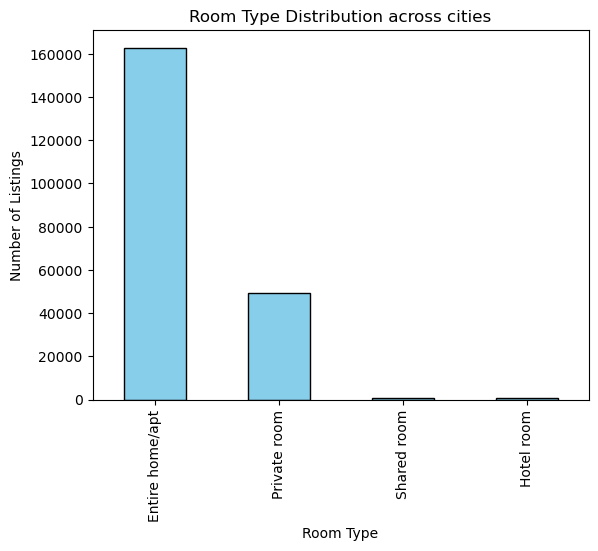 Room Type Distribution across cities
Number of Listings
160000
140000
120000
100000
80000
60000
40000
20000
0
Entire home/apt
Private room
Shared room
Hotel room
Room Type